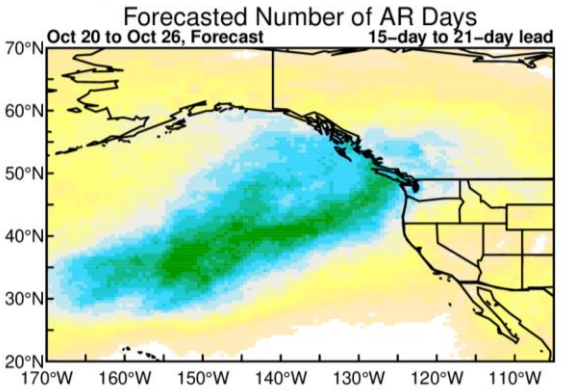 Forecasted Number of AR Days
Oct 20 to Oct 26, Forecast 15-day to 21-day lead
70°N
60°N
50°N
40°N
30°N
20°N
170°W 160°W 150°W 140°W 130°W 120°W 110°W